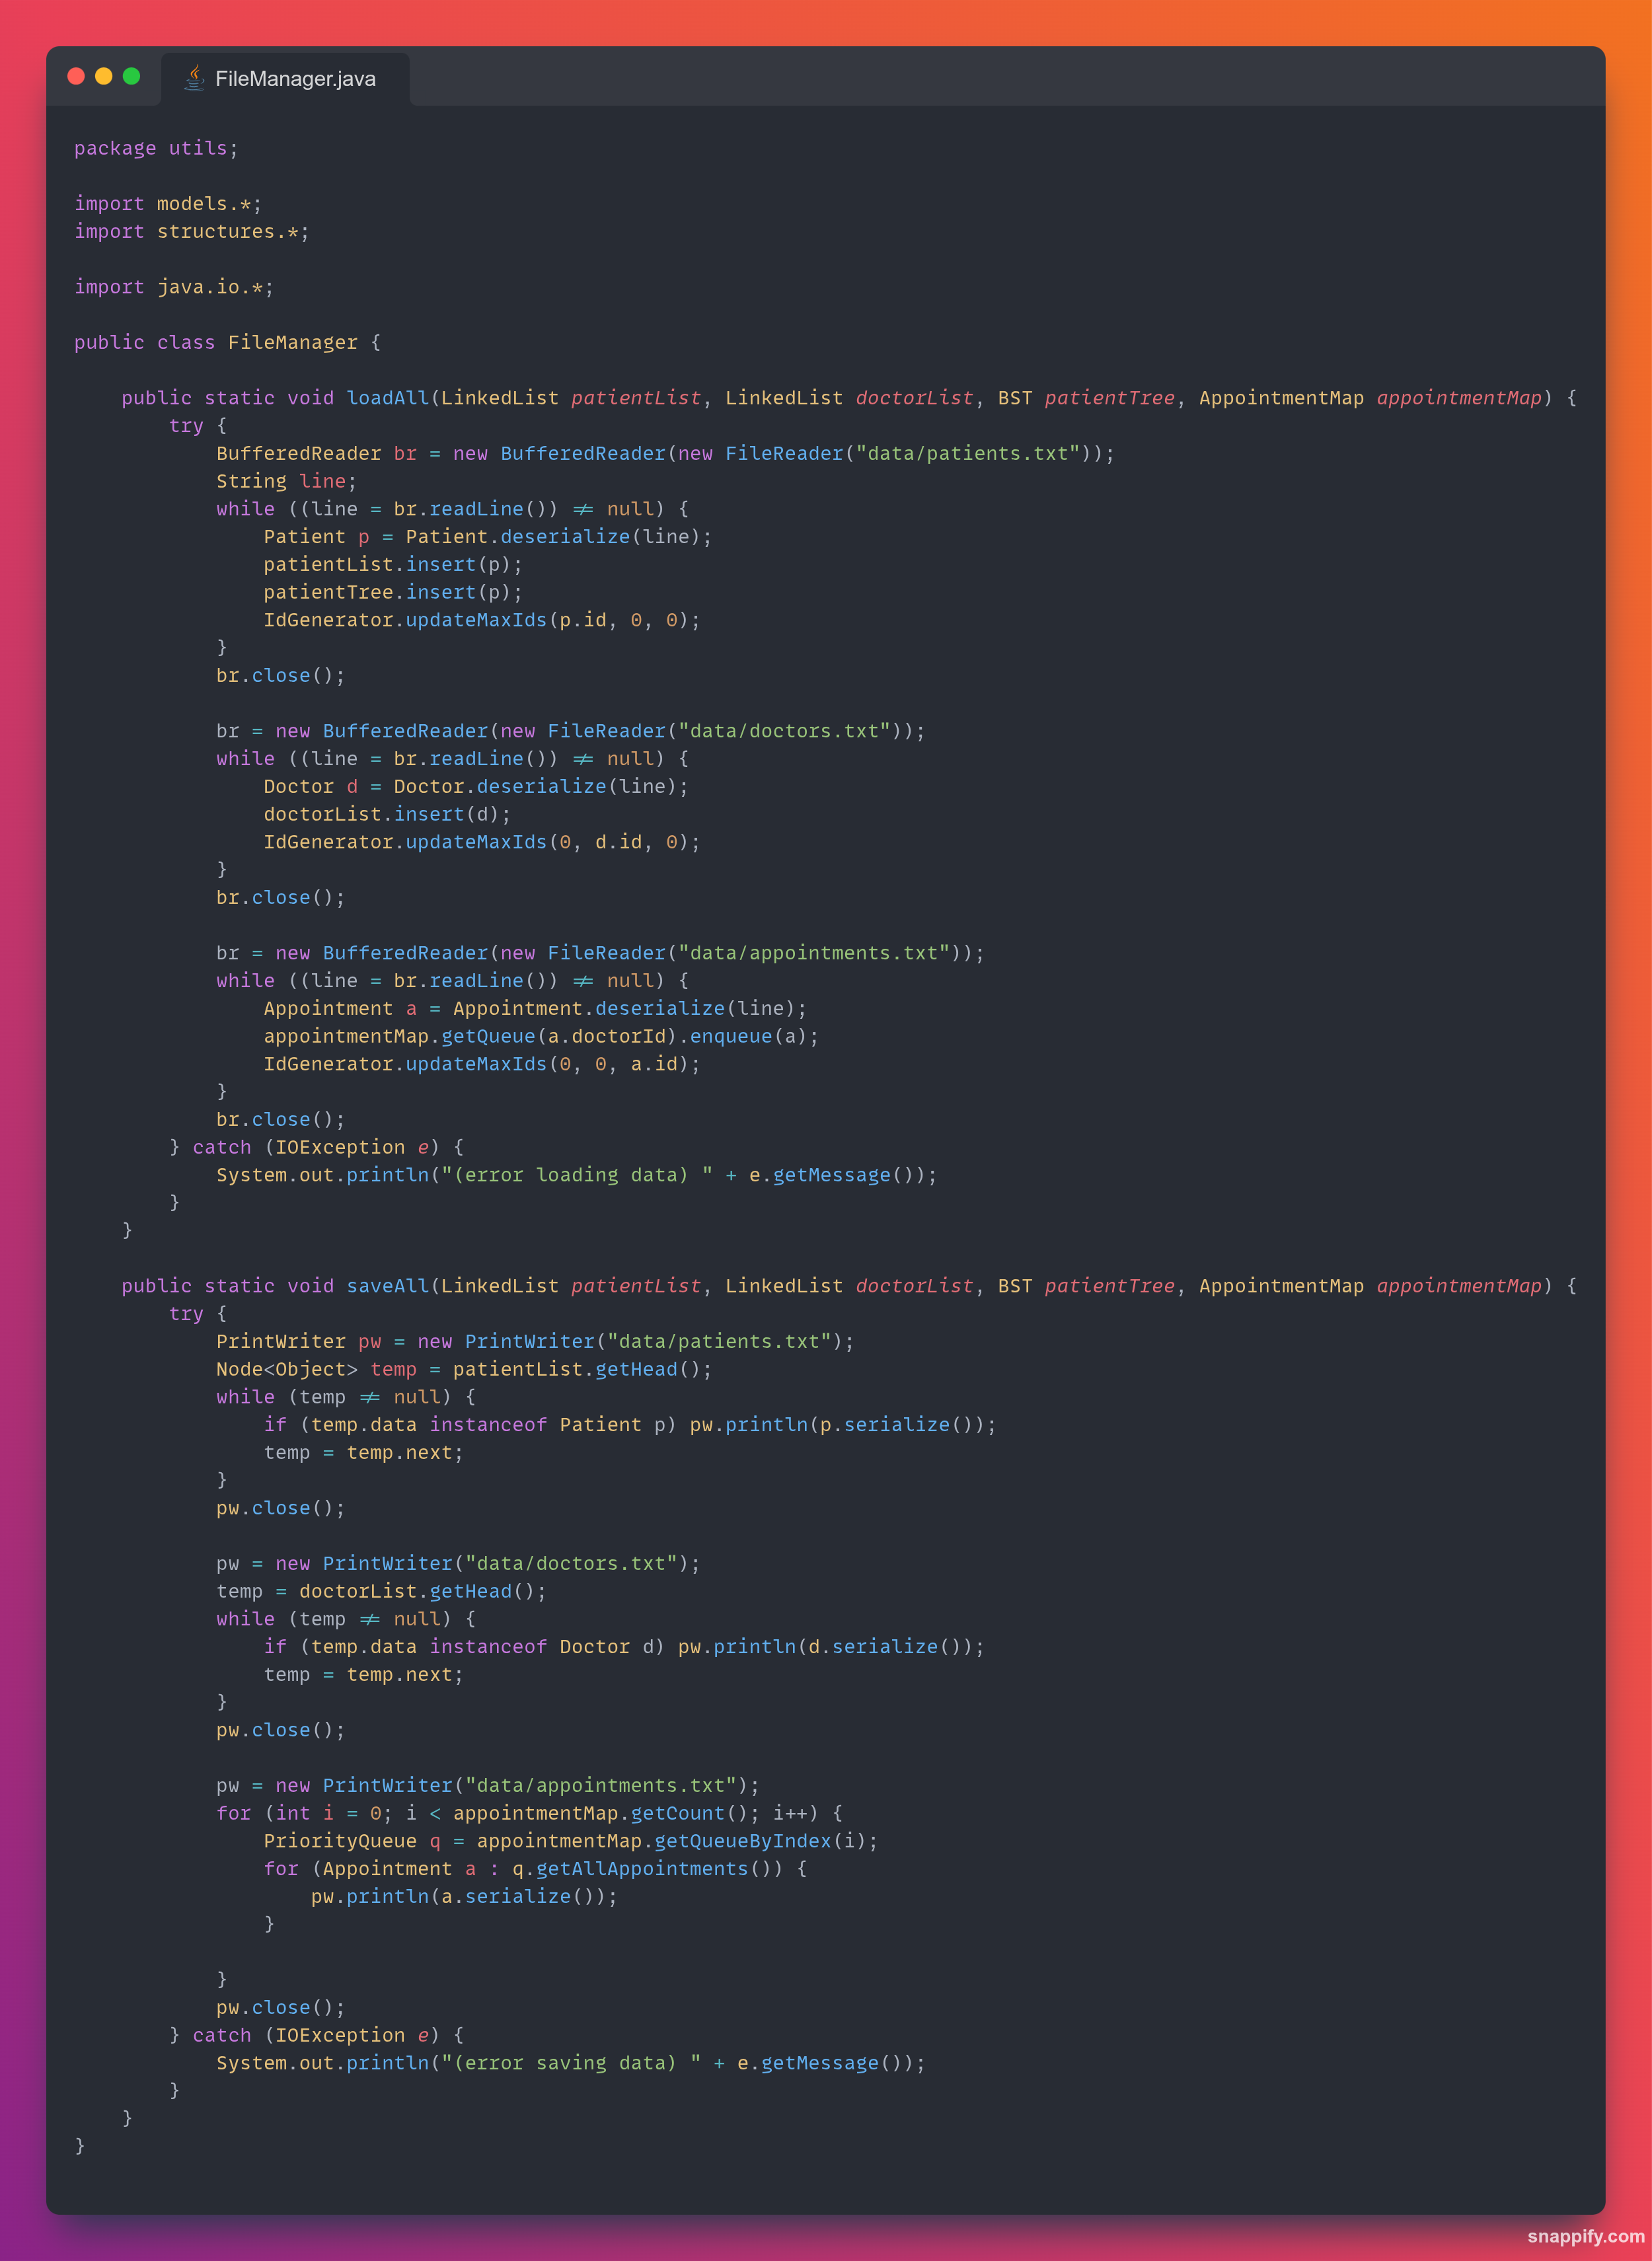 FileManager.java
package utils;
import models.*;
import structures.*;
import java.io.*;
public class FileManager {
    public static void loadAll(LinkedList patientList, LinkedList doctorList, BST patientTree, AppointmentMap appointmentMap) {
        try {
            BufferedReader br = new BufferedReader(new FileReader("data/patients.txt"));
            String line;
            while ((line = br.readLine()) != null) {
                Patient p = Patient.deserialize(line);
                patientList.insert(p);
                patientTree.insert(p);
                IdGenerator.updateMaxIds(p.id, 0, 0);
            }
            br.close();
            br = new BufferedReader(new FileReader("data/doctors.txt"));
            while ((line = br.readLine()) != null) {
                Doctor d = Doctor.deserialize(line);
                doctorList.insert(d);
                IdGenerator.updateMaxIds(0, d.id, 0);
            }
            br.close();
            br = new BufferedReader(new FileReader("data/appointments.txt"));
            while ((line = br.readLine()) != null) {
                Appointment a = Appointment.deserialize(line);
                appointmentMap.getQueue(a.doctorId).enqueue(a);
                IdGenerator.updateMaxIds(0, 0, a.id);
            }
            br.close();
        } catch (IOException e) {
            System.out.println("(error loading data) " + e.getMessage());
        }
    }
    public static void saveAll(LinkedList patientList, LinkedList doctorList, BST patientTree, AppointmentMap appointmentMap) {
        try {
            PrintWriter pw = new PrintWriter("data/patients.txt");
            Node<Object> temp = patientList.getHead();
            while (temp != null) {
                if (temp.data instanceof Patient p) pw.println(p.serialize());
                temp = temp.next;
            }
            pw.close();
            pw = new PrintWriter("data/doctors.txt");
            temp = doctorList.getHead();
            while (temp != null) {
                if (temp.data instanceof Doctor d) pw.println(d.serialize());
                temp = temp.next;
            }
            pw.close();
            pw = new PrintWriter("data/appointments.txt");
            for (int i = 0; i < appointmentMap.getCount(); i++) {
                PriorityQueue q = appointmentMap.getQueueByIndex(i);
                for (Appointment a : q.getAllAppointments()) {
                    pw.println(a.serialize());
                }
            }
            pw.close();
        } catch (IOException e) {
            System.out.println("(error saving data) " + e.getMessage());
        }
    }
}
snappify.com